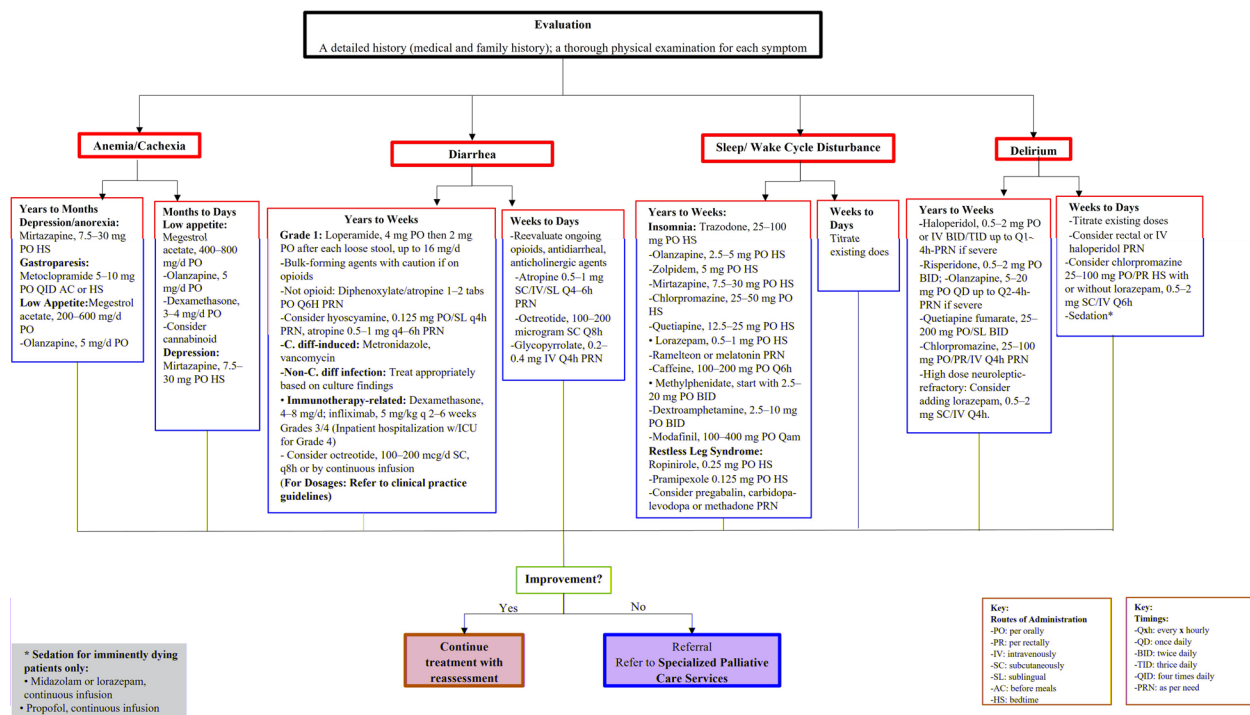 Evaluation
A detailed history (medical and family history); a thorough physical examination for each symptom
Anemia/Cachexia
Diarrhea
Sleep/ Wake Cycle Disturbance
Delirium
Years to Months
Depression/anorexia:
Mirtazapine, 7.5–30 mg
PO HS
Gastroparesis:
Metoclopramide 5–10 mg
PO QID AC or HS
Low Appetite:Megestrol
acetate, 200–600 mg/d
PO
-Olanzapine, 5 mg/d PO
Months to Days
Low appetite:
Megestrol
acetate, 400–800
mg/d PO
-Olanzapine, 5
mg/d PO
-Dexamethasone,
3–4 mg/d PO
-Consider
cannabinoid
Depression:
Mirtazapine, 7.5–
30 mg PO HS
Years to Weeks
Grade 1: Loperamide, 4 mg PO then 2 mg
PO after each loose stool, up to 16 mg/d
-Bulk-forming agents with caution if on
opioids
-Not opioid: Diphenoxylate/atropine 1–2 tabs
PO Q6H PRN
-Consider hyoscyamine, 0.125 mg PO/SL q4h
PRN, atropine 0.5–1 mg q4–6h PRN
-C. diff-induced: Metronidazole,
vancomycin
-Non-C. diff infection: Treat appropriately
based on culture findings
• Immunotherapy-related: Dexamethasone,
4–8 mg/d; infliximab, 5 mg/kg q 2–6 weeks
Grades 3/4 (Inpatient hospitalization w/ICU
for Grade 4)
- Consider octreotide, 100–200 mcg/d SC,
q8h or by continuous infusion
(For Dosages: Refer to clinical practice
guidelines)
Weeks to Days
-Reevaluate ongoing
opioids, antidiarrheal,
anticholinergic agents
-Atropine 0.5–1 mg
SC/IV/SL Q4–6h
PRN
-Octreotide, 100–200
microgram SC Q8h
-Glycopyrrolate, 0.2–
0.4 mg IV Q4h PRN
Years to Weeks:
Insomnia: Trazodone, 25–
100 mg PO HS
-Olanzapine, 2.5–5 mg PO HS
-Zolpidem, 5 mg PO HS
-Mirtazapine, 7.5–30 mg PO HS
-Chlorpromazine, 25–50 mg PO
HS
-Quetiapine, 12.5–25 mg PO HS
• Lorazepam, 0.5–1 mg PO HS
-Ramelteon or melatonin PRN
-Caffeine, 100–200 mg PO Q6h
• Methylphenidate, start with 2.5–
20 mg PO BID
-Dextroamphetamine, 2.5–10 mg
PO BID
-Modafinil, 100–400 mg PO Qam
Restless Leg Syndrome:
Ropinirole, 0.25 mg PO HS
-Pramipexole 0.125 mg PO HS
-Consider pregabalin, carbidopa-
levodopa or methadone PRN
Weeks to
Days
Titrate
existing does
Years to Weeks
-Haloperidol, 0.5–2 mg PO
or IV BID/TID up to Q1-
4h-PRN if severe
-Risperidone, 0.5–2 mg PO
BID; -Olanzapine, 5–
20 mg PO QD up to Q2-4h-
PRN if severe
-Quetiapine fumarate, 25–
200 mg PO/SL BID
-Chlorpromazine, 25–100
mg PO/PR/IV Q4h PRN
-High dose neuroleptic-
refractory: Consider
adding lorazepam, 0.5–2
mg SC/IV Q4h.
Weeks to Days
-Titrate existing doses
-Consider rectal or IV
haloperidol PRN
-Consider chlorpromazine
25–100 mg PO/PR HS with
or without lorazepam, 0.5–2
mg SC/IV Q6h
-Sedation*
Improvement?
Yes
No
Continue
treatment with
reassessment
Referral
Refer to Specialized Palliative
Care Services
* Sedation for imminently dying
patients only:
• Midazolam or lorazepam,
continuous infusion
• Propofol, continuous infusion
Key:
Routes of Administration
-PO: per orally
-PR: per rectally
-IV: intravenously
-SC: subcutaneously
-SL: sublingual
-AC: before meals
-HS: bedtime
Key:
Timings:
-Qxh: every x hourly
-QD: once daily
-BID: twice daily
-TID: thrice daily
-QID: four times daily
-PRN: as per need